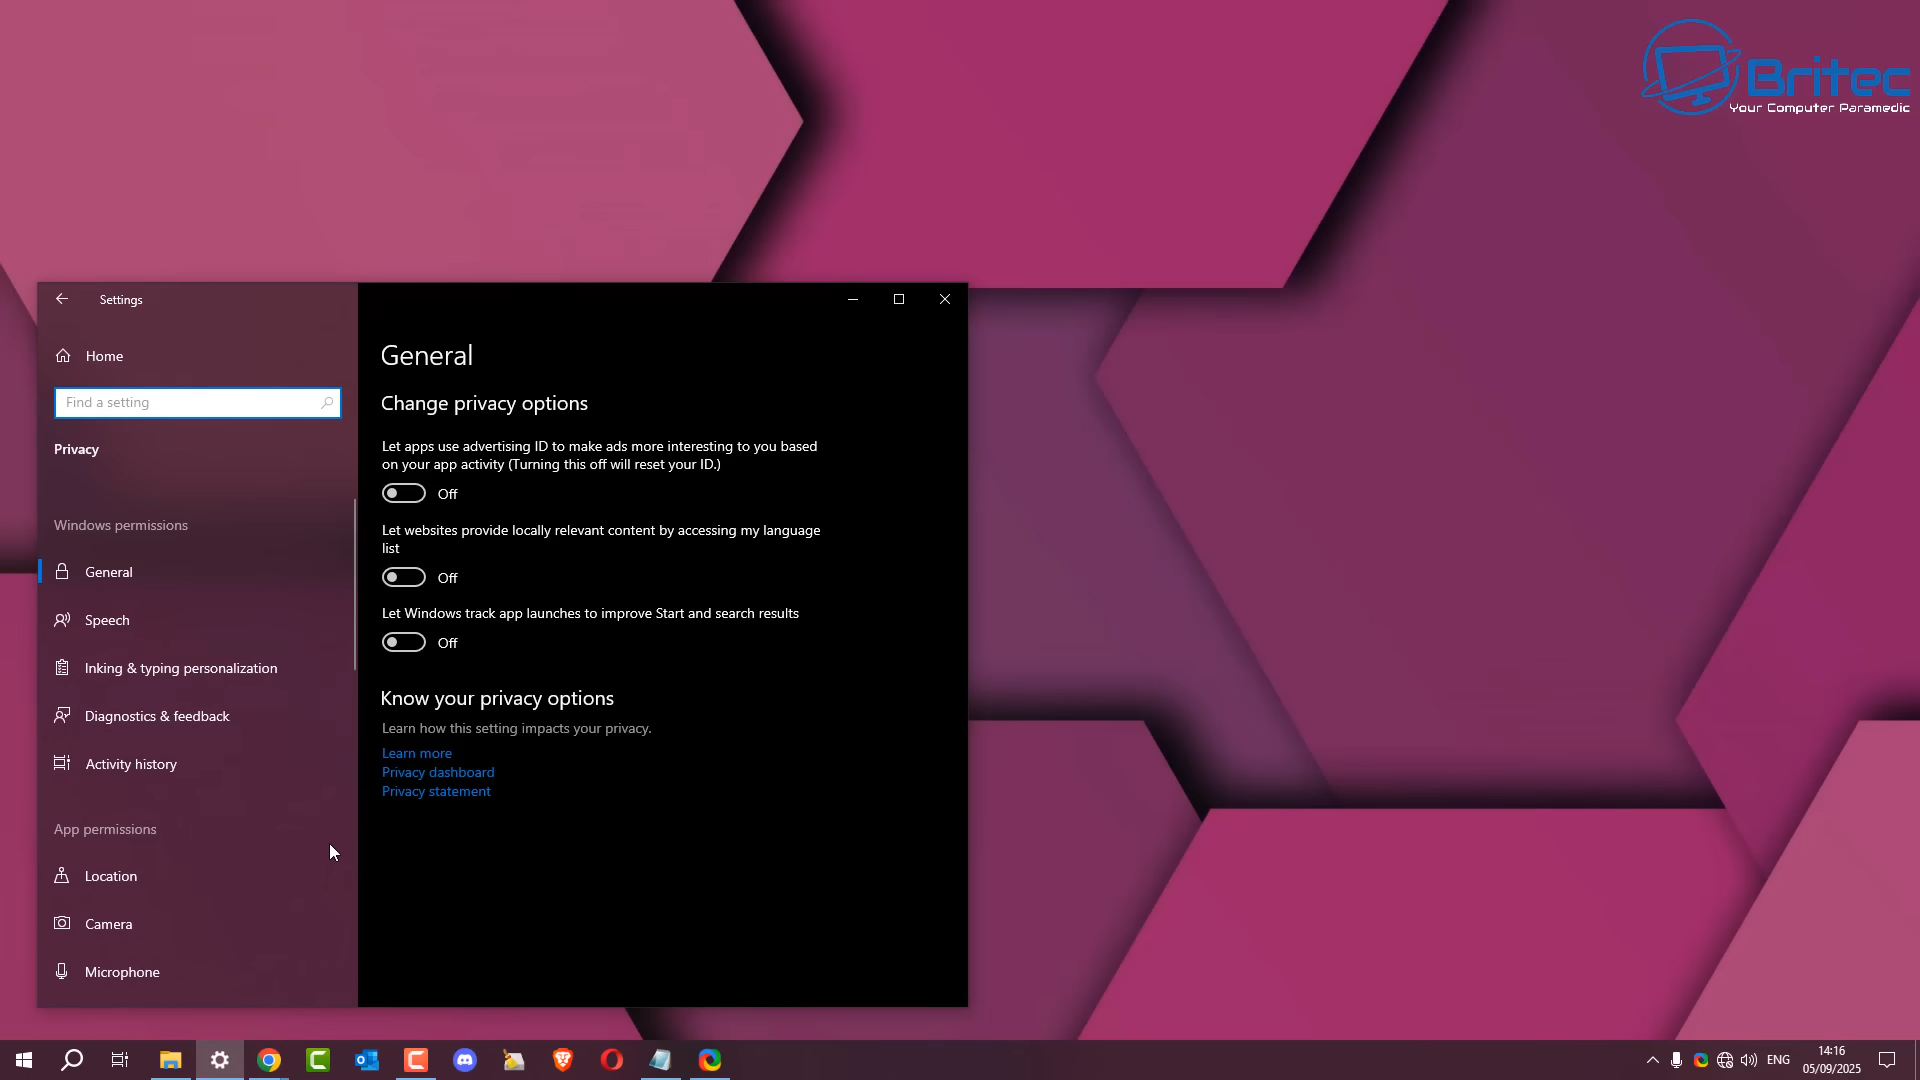 Britec
Your Computer Paramedic
Settings
Home
Find a setting
Privacy
Windows permissions
General
Speech
Inking & typing personalization
Diagnostics & feedback
Activity history
App permissions
Location
Camera
Microphone
General
Change privacy options
Let apps use advertising ID to make ads more interesting to you based
on your app activity (Turning this off will reset your ID.)
Off
Let websites provide locally relevant content by accessing my language
list
Off
Let Windows track app launches to improve Start and search results
Off
Know your privacy options
Learn how this setting impacts your privacy.
Learn more
Privacy dashboard
Privacy statement
ENG
14:16
05/09/2025